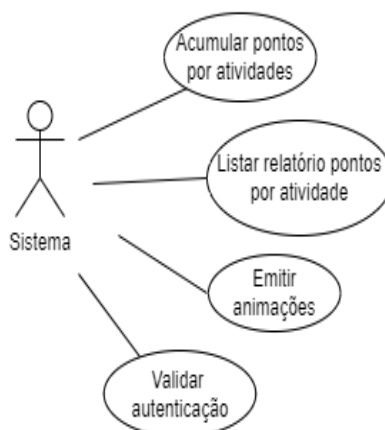 Acumular pontos
por atividades
Listar relatório pontos
por atividade
Sistema
Emitir
animações
Validar
autenticação